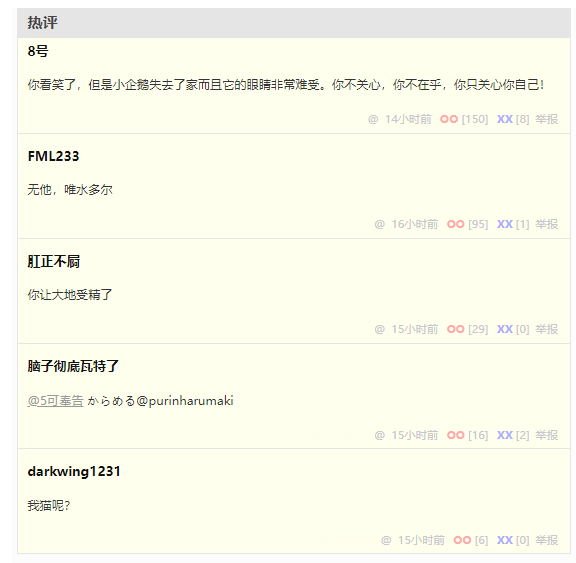 热评
8号
你看笑了，但是小企鹅失去了家而且它的眼睛非常难受。你不关心，你不在乎，你只关心你自己！
@ 14小时前 OO [150] XX [8] 举报
FML233
无他，唯水多尔
@ 16小时前 OO [95] XX [1] 举报
肛正不屙
你让大地受精了
@ 15小时前 OO [29] XX [0] 举报
脑子彻底瓦特了
@5可奉告 からめる@purinharumaki
@ 15小时前 OO [16] XX [2] 举报
darkwing1231
我猫呢？
@ 15小时前 OO [6] XX [0] 举报